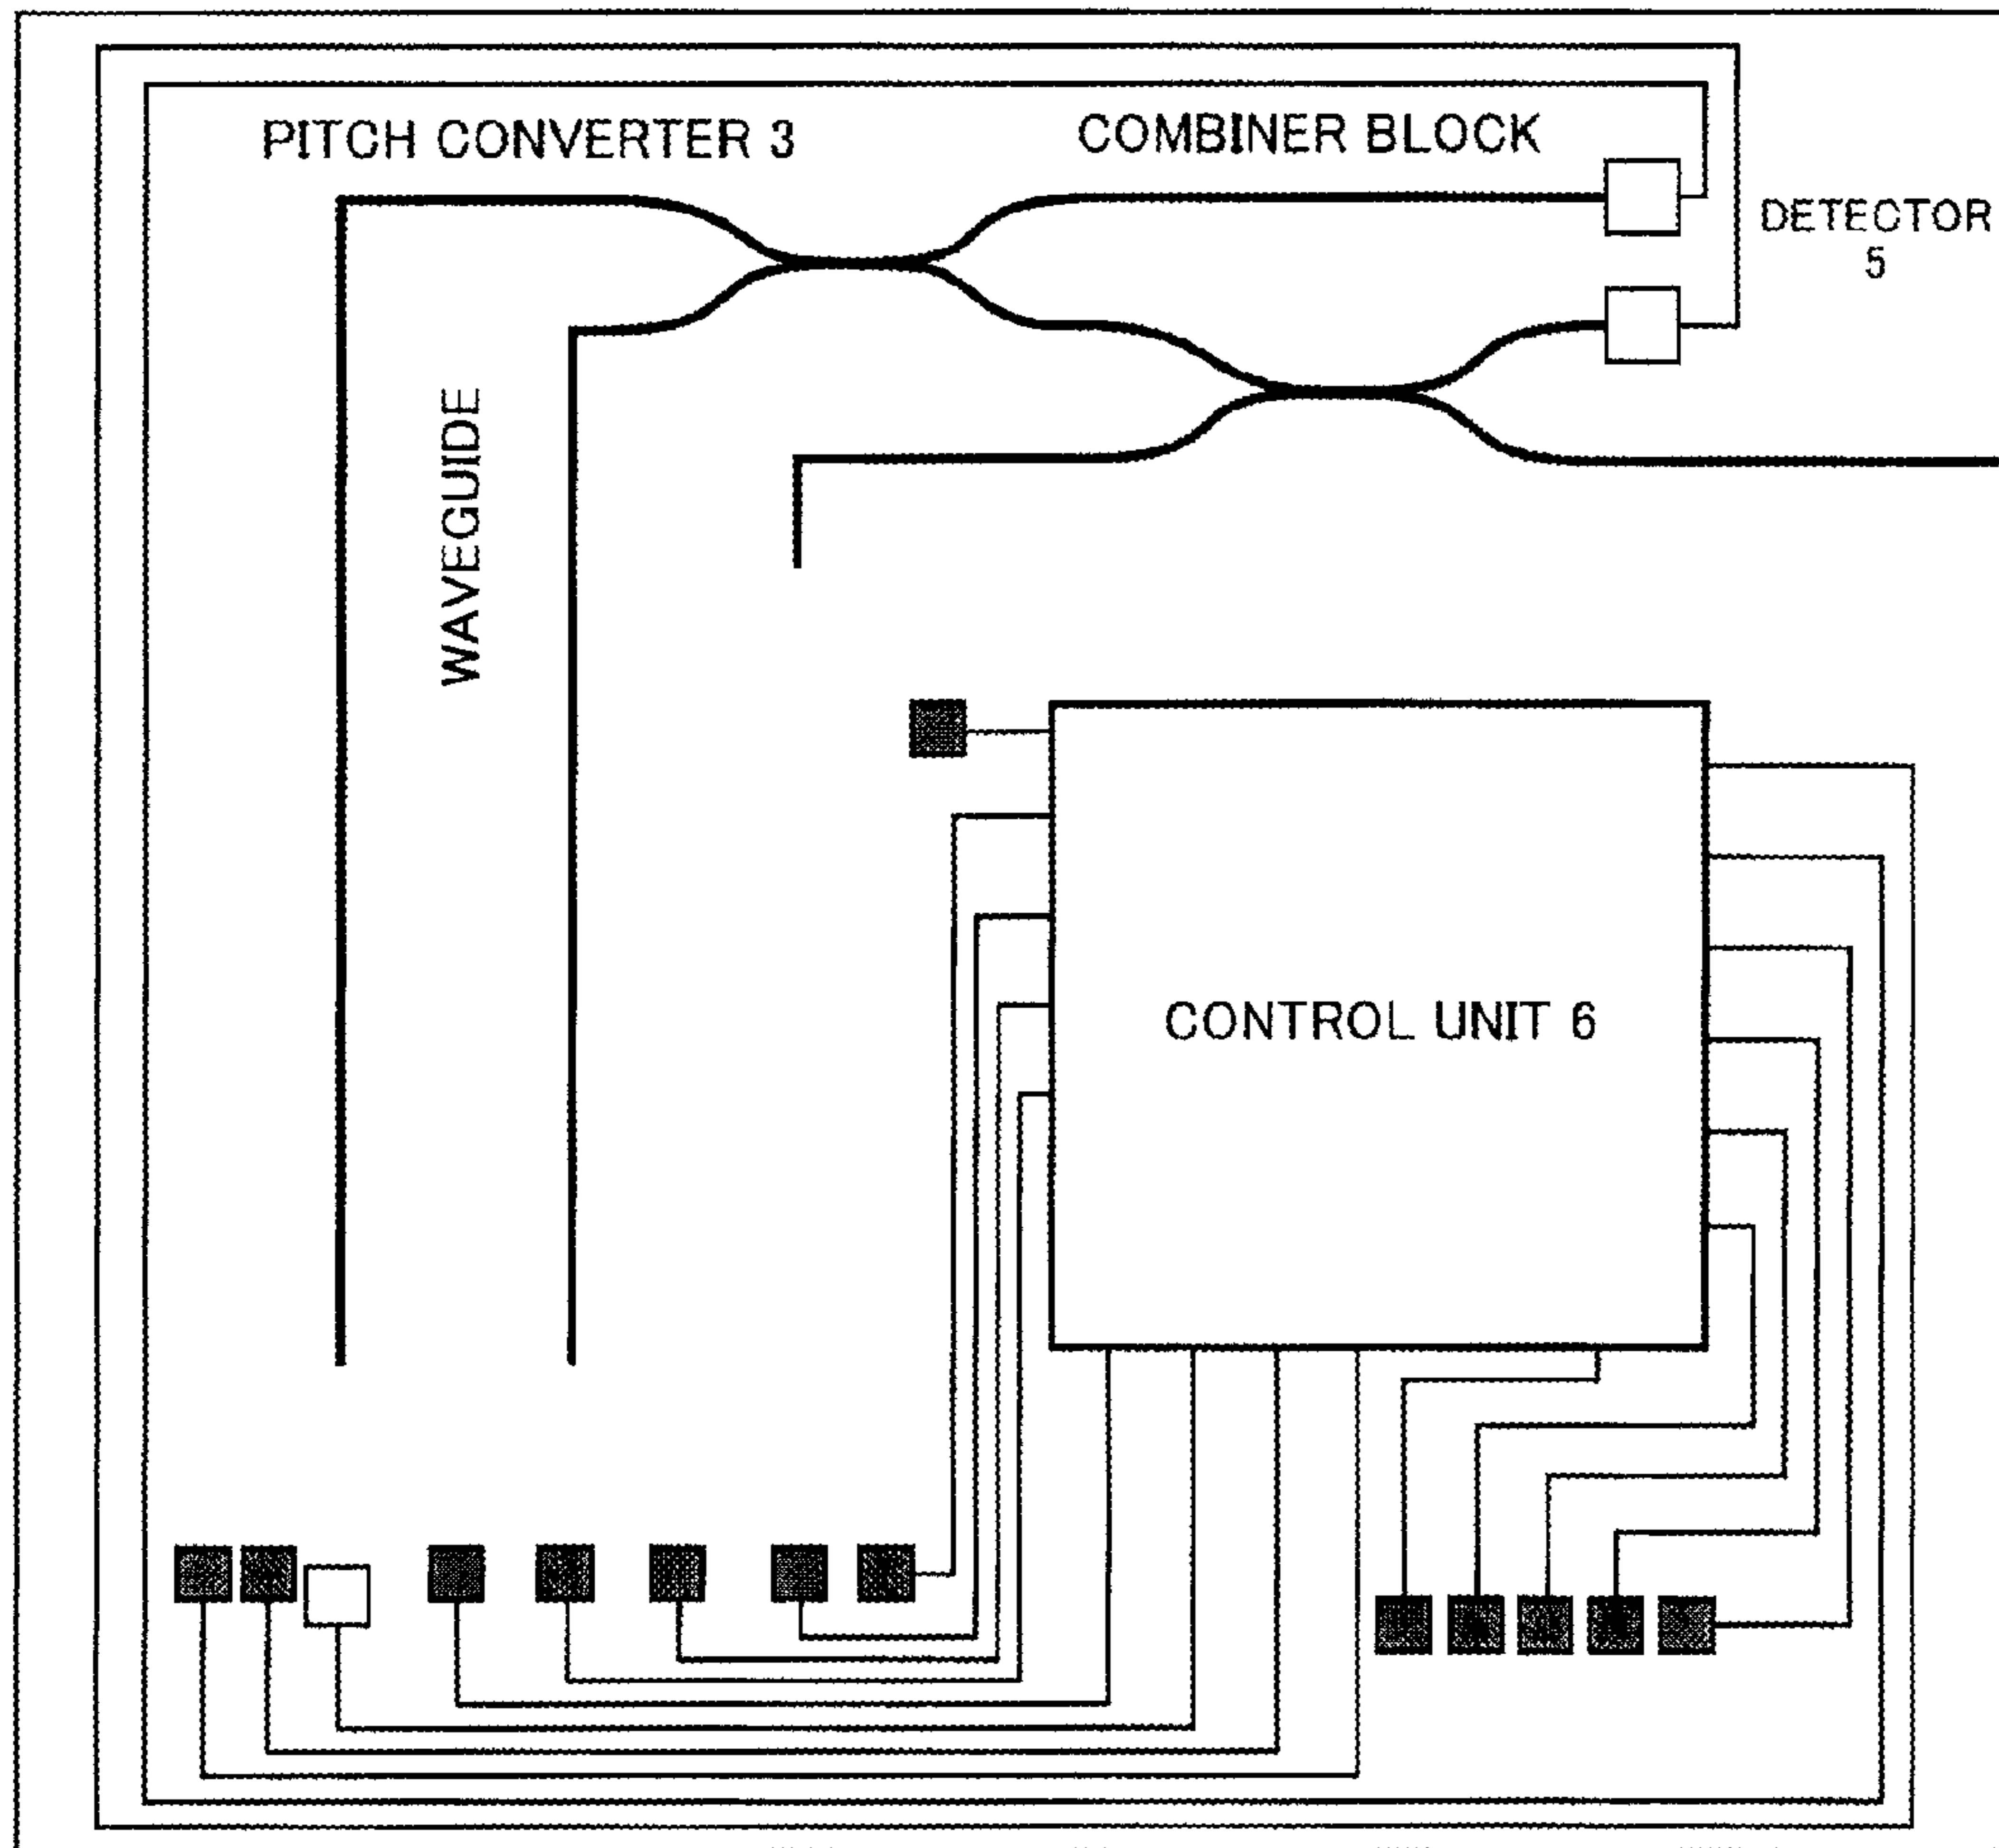 PITCH CONVERTER 3
COMBINER BLOCK
DETECTOR
5
WAVEGUIDE
CONTROL UNIT 6